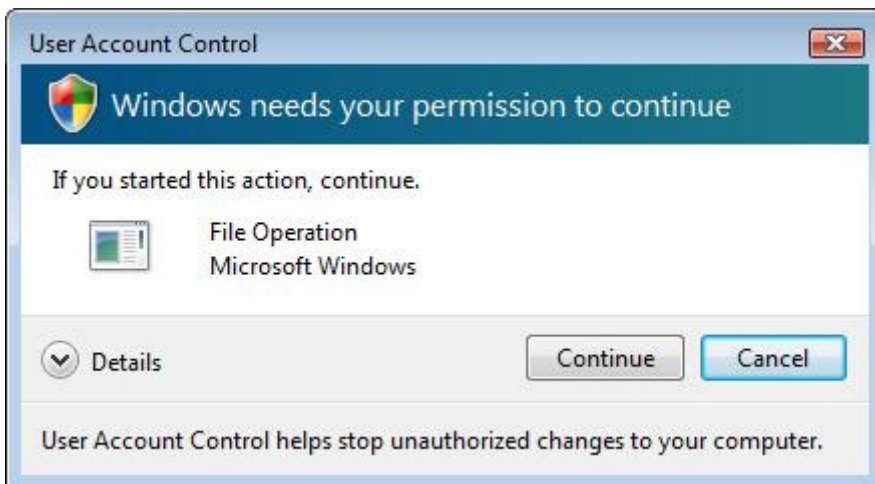 User Account Control
Windows needs your permission to continue
If you started this action, continue.
File Operation
Microsoft Windows
Details
Continue
Cancel
User Account Control helps stop unauthorized changes to your computer.